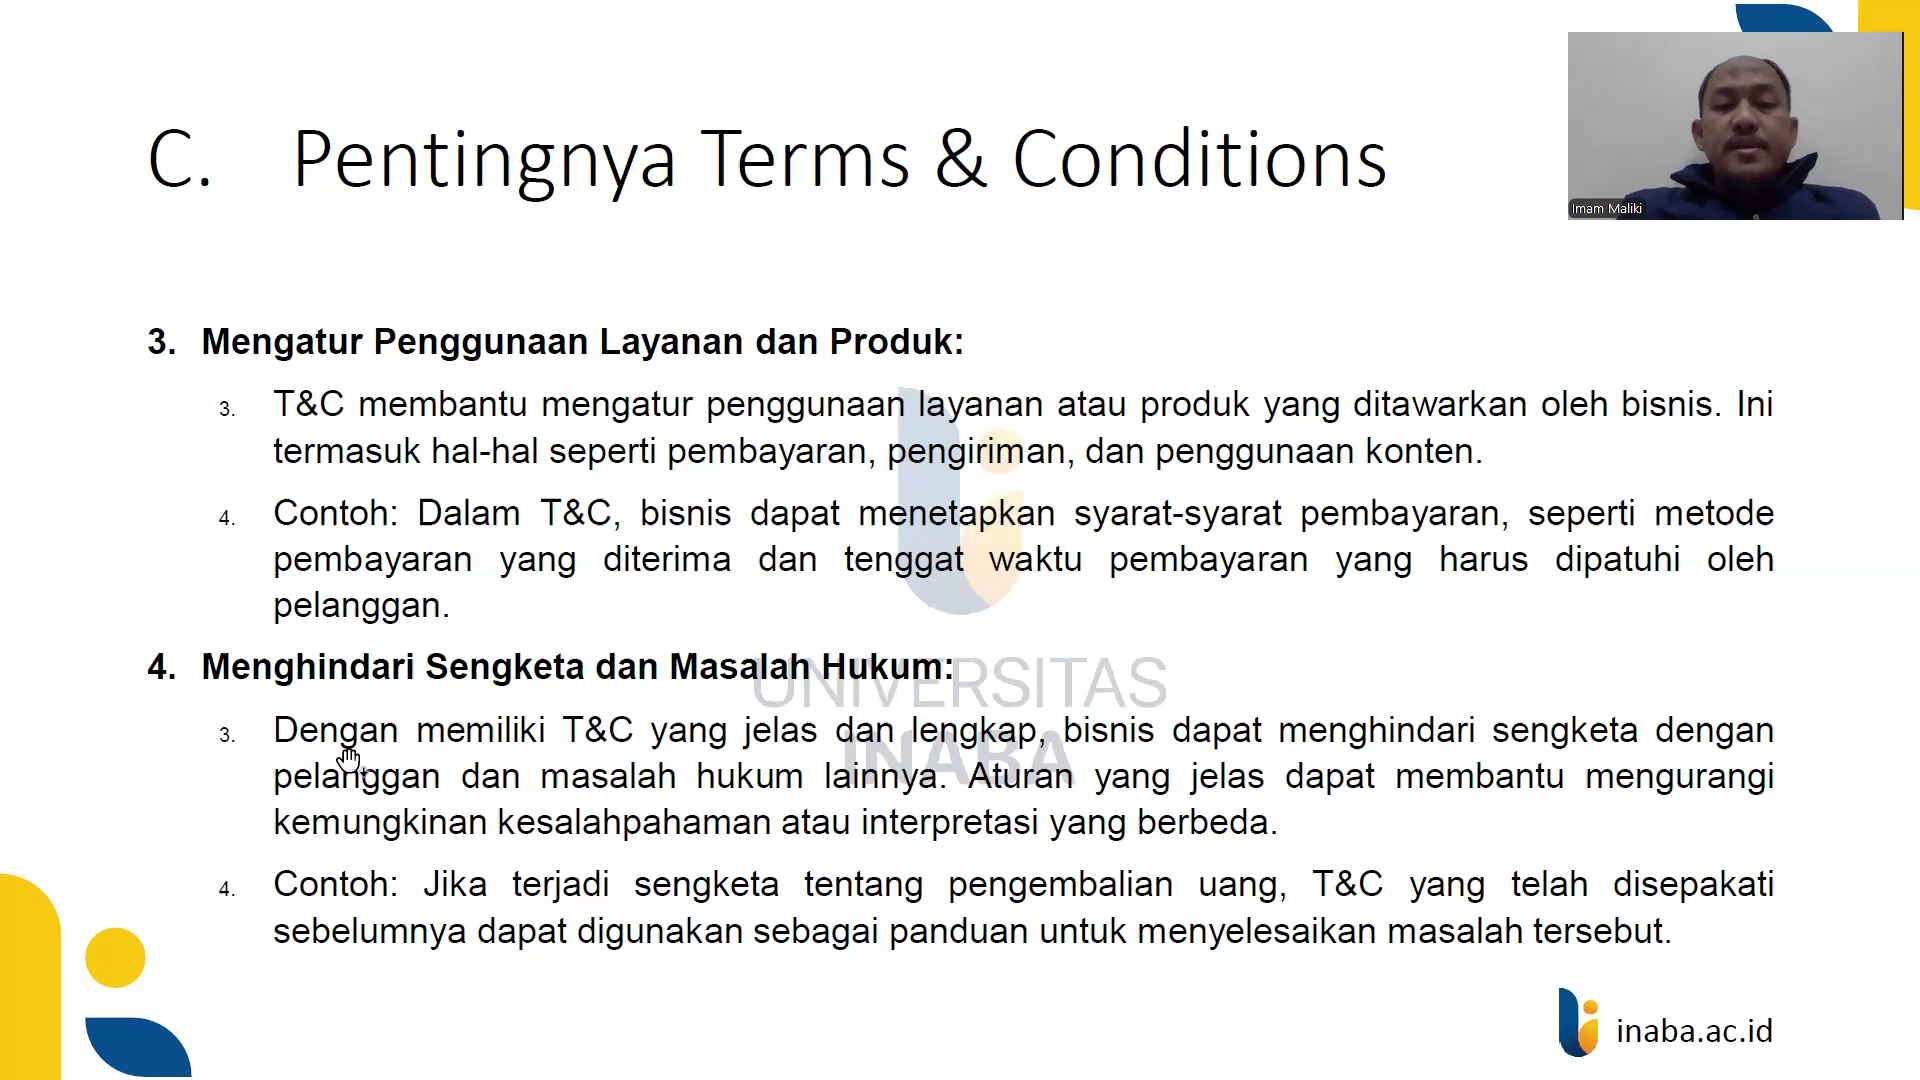 C. Pentingnya Terms & Conditions
Imam Maliki
3. Mengatur Penggunaan Layanan dan Produk:
3. T&C membantu mengatur penggunaan layanan atau produk yang ditawarkan oleh bisnis. Ini
termasuk hal-hal seperti pembayaran, pengiriman, dan penggunaan konten.
4. Contoh: Dalam T&C, bisnis dapat menetapkan syarat-syarat pembayaran, seperti metode
pembayaran yang diterima dan tenggat waktu pembayaran yang harus dipatuhi oleh
pelanggan.
4. Menghindari Sengketa dan Masalah Hukum:
UNIVERSITAS
INABA
3. Dengan memiliki T&C yang jelas dan lengkap, bisnis dapat menghindari sengketa dengan
pelanggan dan masalah hukum lainnya. Aturan yang jelas dapat membantu mengurangi
kemungkinan kesalahpahaman atau interpretasi yang berbeda.
4. Contoh: Jika terjadi sengketa tentang pengembalian uang, T&C yang telah disepakati
sebelumnya dapat digunakan sebagai panduan untuk menyelesaikan masalah tersebut.
inaba.ac.id